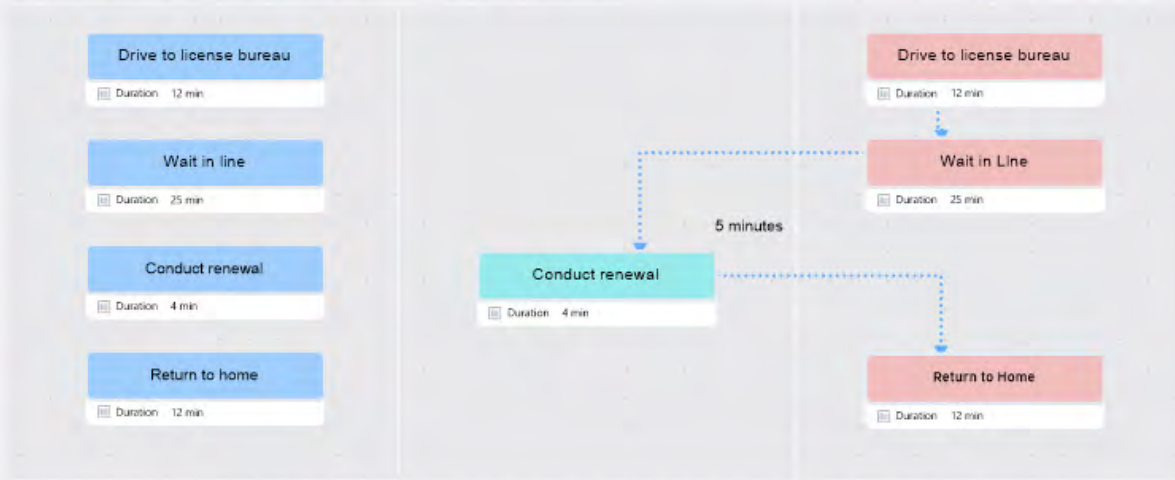 Drive to license bureau
Duration 12 min
Wait in line
Duration 25 min
Conduct renewal
Duration 4 min
Return to home
Duration 12 min
5 minutes
Conduct renewal
Duration 4 min
Drive to license bureau
Duration 12 min
Wait in LIne
Duration 25 min
Return to Home
Duration 12 min